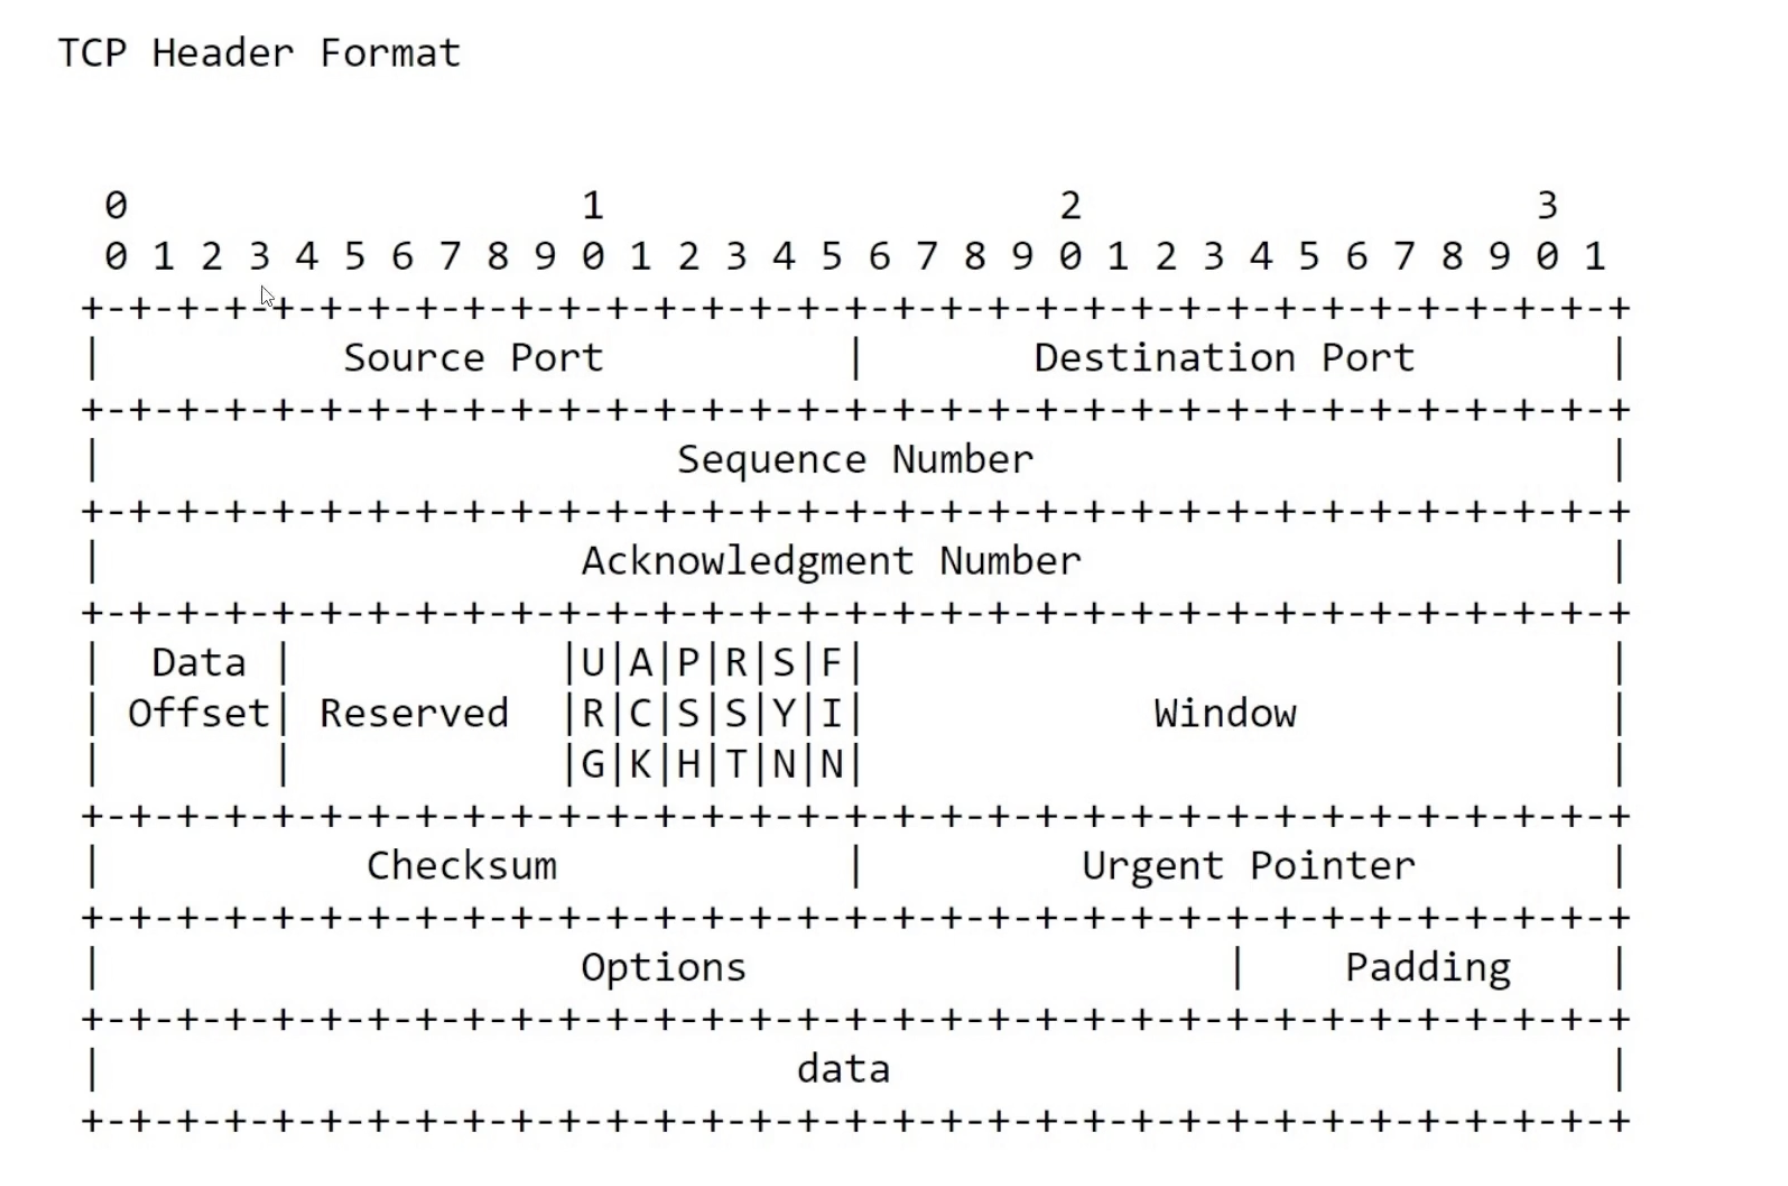 TCP Header Format
 0                   1                   2                   3
 0 1 2 3 4 5 6 7 8 9 0 1 2 3 4 5 6 7 8 9 0 1 2 3 4 5 6 7 8 9 0 1
+-+-+-+-+-+-+-+-+-+-+-+-+-+-+-+-+-+-+-+-+-+-+-+-+-+-+-+-+-+-+-+-+
|          Source Port          |       Destination Port        |
+-+-+-+-+-+-+-+-+-+-+-+-+-+-+-+-+-+-+-+-+-+-+-+-+-+-+-+-+-+-+-+-+
|                        Sequence Number                        |
+-+-+-+-+-+-+-+-+-+-+-+-+-+-+-+-+-+-+-+-+-+-+-+-+-+-+-+-+-+-+-+-+
|                    Acknowledgment Number                      |
+-+-+-+-+-+-+-+-+-+-+-+-+-+-+-+-+-+-+-+-+-+-+-+-+-+-+-+-+-+-+-+-+
|  Data |           |U|A|P|R|S|F|                               |
| Offset| Reserved  |R|C|S|S|Y|I|            Window             |
|       |           |G|K|H|T|N|N|                               |
+-+-+-+-+-+-+-+-+-+-+-+-+-+-+-+-+-+-+-+-+-+-+-+-+-+-+-+-+-+-+-+-+
|           Checksum            |         Urgent Pointer        |
+-+-+-+-+-+-+-+-+-+-+-+-+-+-+-+-+-+-+-+-+-+-+-+-+-+-+-+-+-+-+-+-+
|                    Options                    |    Padding    |
+-+-+-+-+-+-+-+-+-+-+-+-+-+-+-+-+-+-+-+-+-+-+-+-+-+-+-+-+-+-+-+-+
|                             data                              |
+-+-+-+-+-+-+-+-+-+-+-+-+-+-+-+-+-+-+-+-+-+-+-+-+-+-+-+-+-+-+-+-+